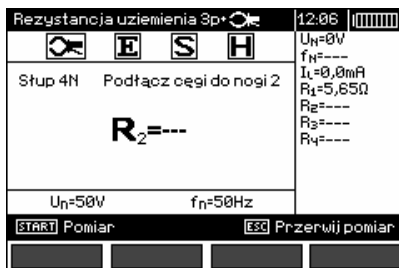 Rezystancja uziemienia 3p+ 12:06
E S H
Słup 4N Podłącz cęgi do nogi 2
R2=---
Un=50V fn=50Hz
UN=0V
fN=---
IL=0,0mA
R1=5,65Ω
R2=---
R3=---
R4=---
START Pomiar ESC Przerwij pomiar